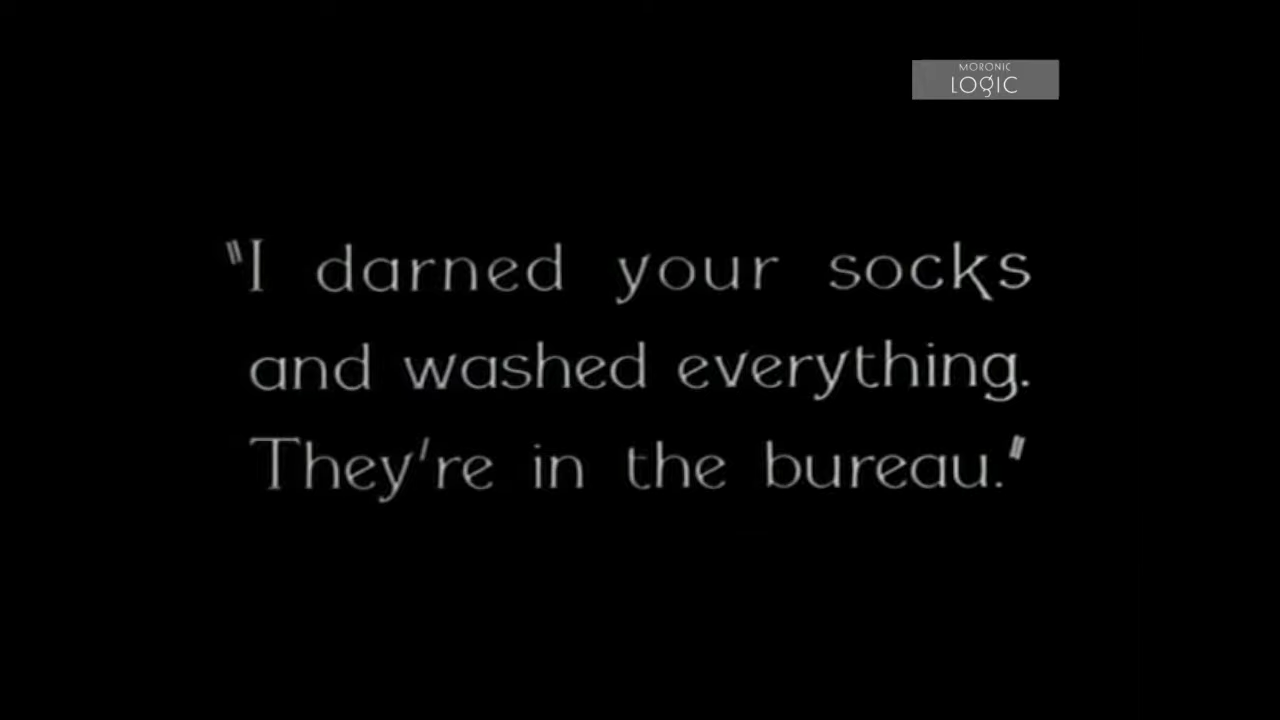 MORONIC
LOGIC
"I darned your socks
and washed everything.
They're in the bureau."